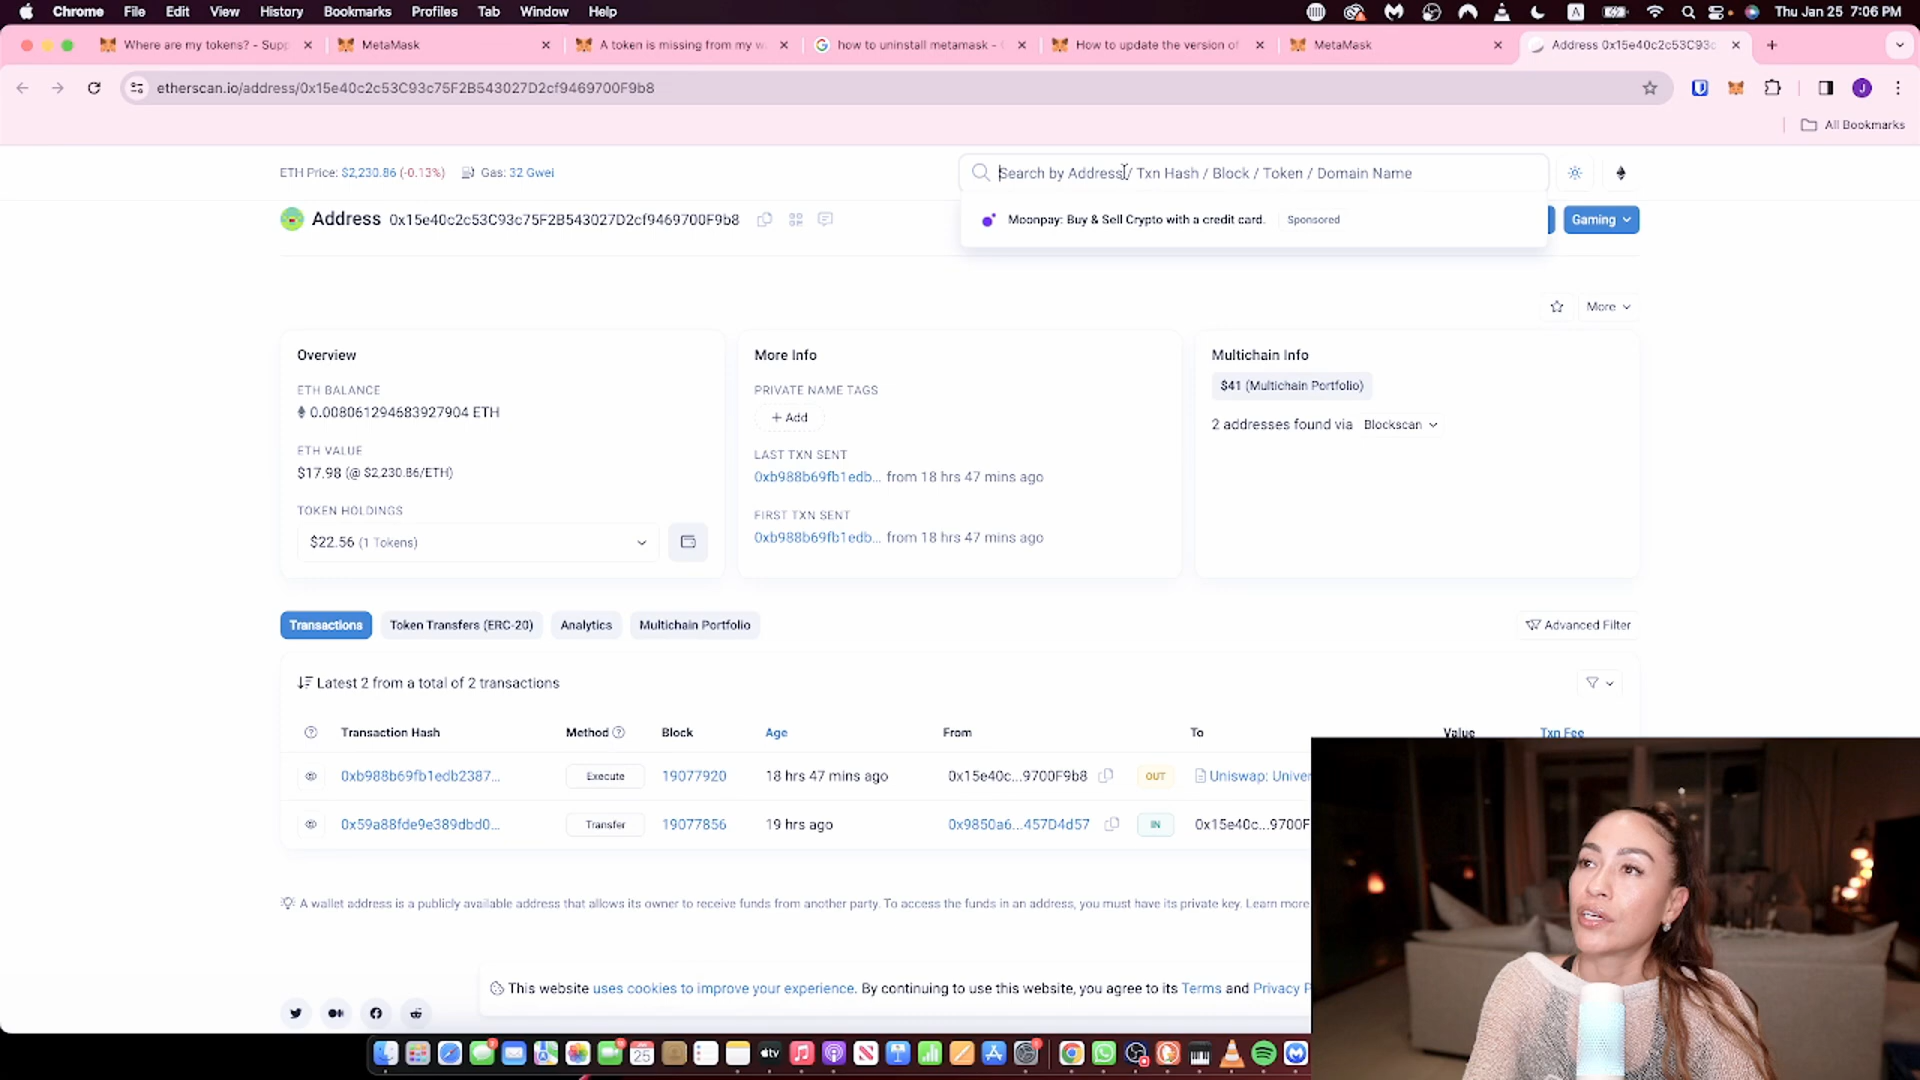 Chrome File Edit View History Bookmarks Profiles Tab Window Help
A Thu Jan 25 7:06 PM
Where are my tokens? - Supp
MetaMask
A token is missing from my w
how to uninstall metamask -
How to update the version of
MetaMask
Address 0x15e40c2c53C93c
etherscan.io/address/0x15e40c2c53C93c75F2B543027D2cf9469700F9b8
J
All Bookmarks
ETH Price: $2,230.86 (-0.13%) Gas: 32 Gwei
Search by Address / Txn Hash / Block / Token / Domain Name
Address 0x15e40c2c53C93c75F2B543027D2cf9469700F9b8
Moonpay: Buy & Sell Crypto with a credit card. Sponsored
Gaming
More
Overview
ETH BALANCE
0.008061294683927904 ETH
ETH VALUE
$17.98 (@ $2,230.86/ETH)
TOKEN HOLDINGS
$22.56 (1 Tokens)
More Info
PRIVATE NAME TAGS
+ Add
LAST TXN SENT
0xb988b69fb1edb... from 18 hrs 47 mins ago
FIRST TXN SENT
0xb988b69fb1edb... from 18 hrs 47 mins ago
Multichain Info
$41 (Multichain Portfolio)
2 addresses found via Blockscan
Transactions Token Transfers (ERC-20) Analytics Multichain Portfolio Advanced Filter
Latest 2 from a total of 2 transactions
Transaction Hash Method Block Age From To Value Txn Fee
0xb988b69fb1edb2387... Execute 19077920 18 hrs 47 mins ago 0x15e40c...9700F9b8 OUT Uniswap: Univer
0x59a88fde9e389dbd0... Transfer 19077856 19 hrs ago 0x9850a6...457D4d57 IN 0x15e40c...9700F
A wallet address is a publicly available address that allows its owner to receive funds from another party. To access the funds in an address, you must have its private key. Learn more
This website uses cookies to improve your experience. By continuing to use this website, you agree to its Terms and Privacy P
25
tv